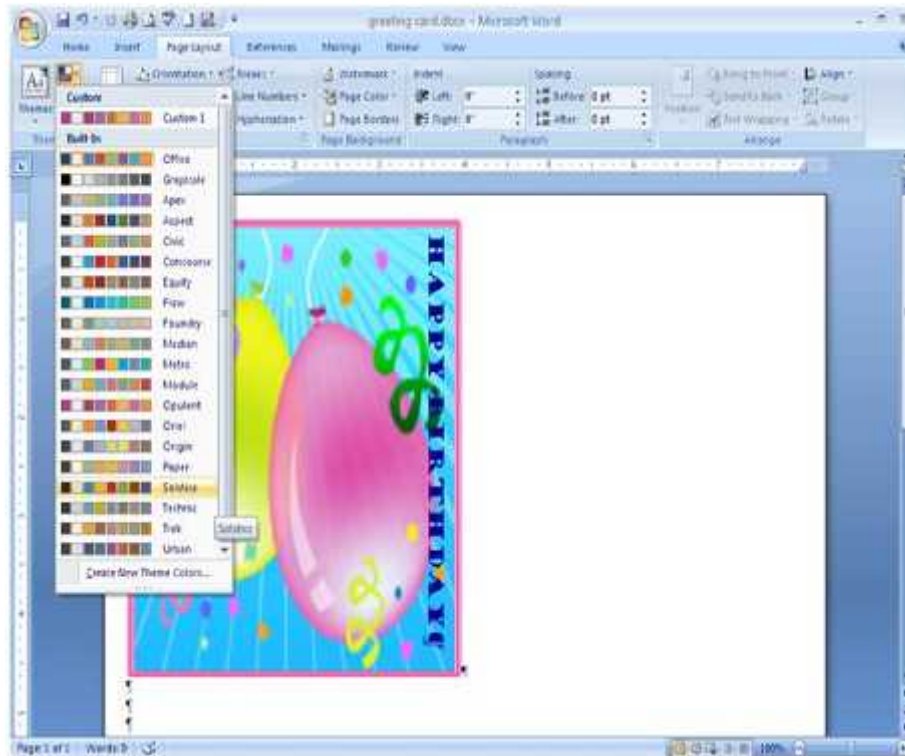 greeting card.docx - Microsoft Word
Home Insert Page Layout References Mailings Review View
Themes
Orientation Breaks Line Numbers Hyphenation
Watermark Page Color Page Borders
Page Background
Indent Left: 0" Right: 0"
Spacing Before: 0 pt After: 0 pt
Paragraph
Position Bring to Front Send to Back Text Wrapping
Align Group Rotate
Arrange
Custom
Custom 1
Built-In
Office
Grayscale
Apex
Aspect
Civic
Concourse
Equity
Flow
Foundry
Median
Metro
Module
Opulent
Oriel
Origin
Paper
Solstice
Technic
Trek
Urban
Solstice
Create New Theme Colors...
HAPPY BIRTHDAY
Page: 1 of 1 Words: 0
100%